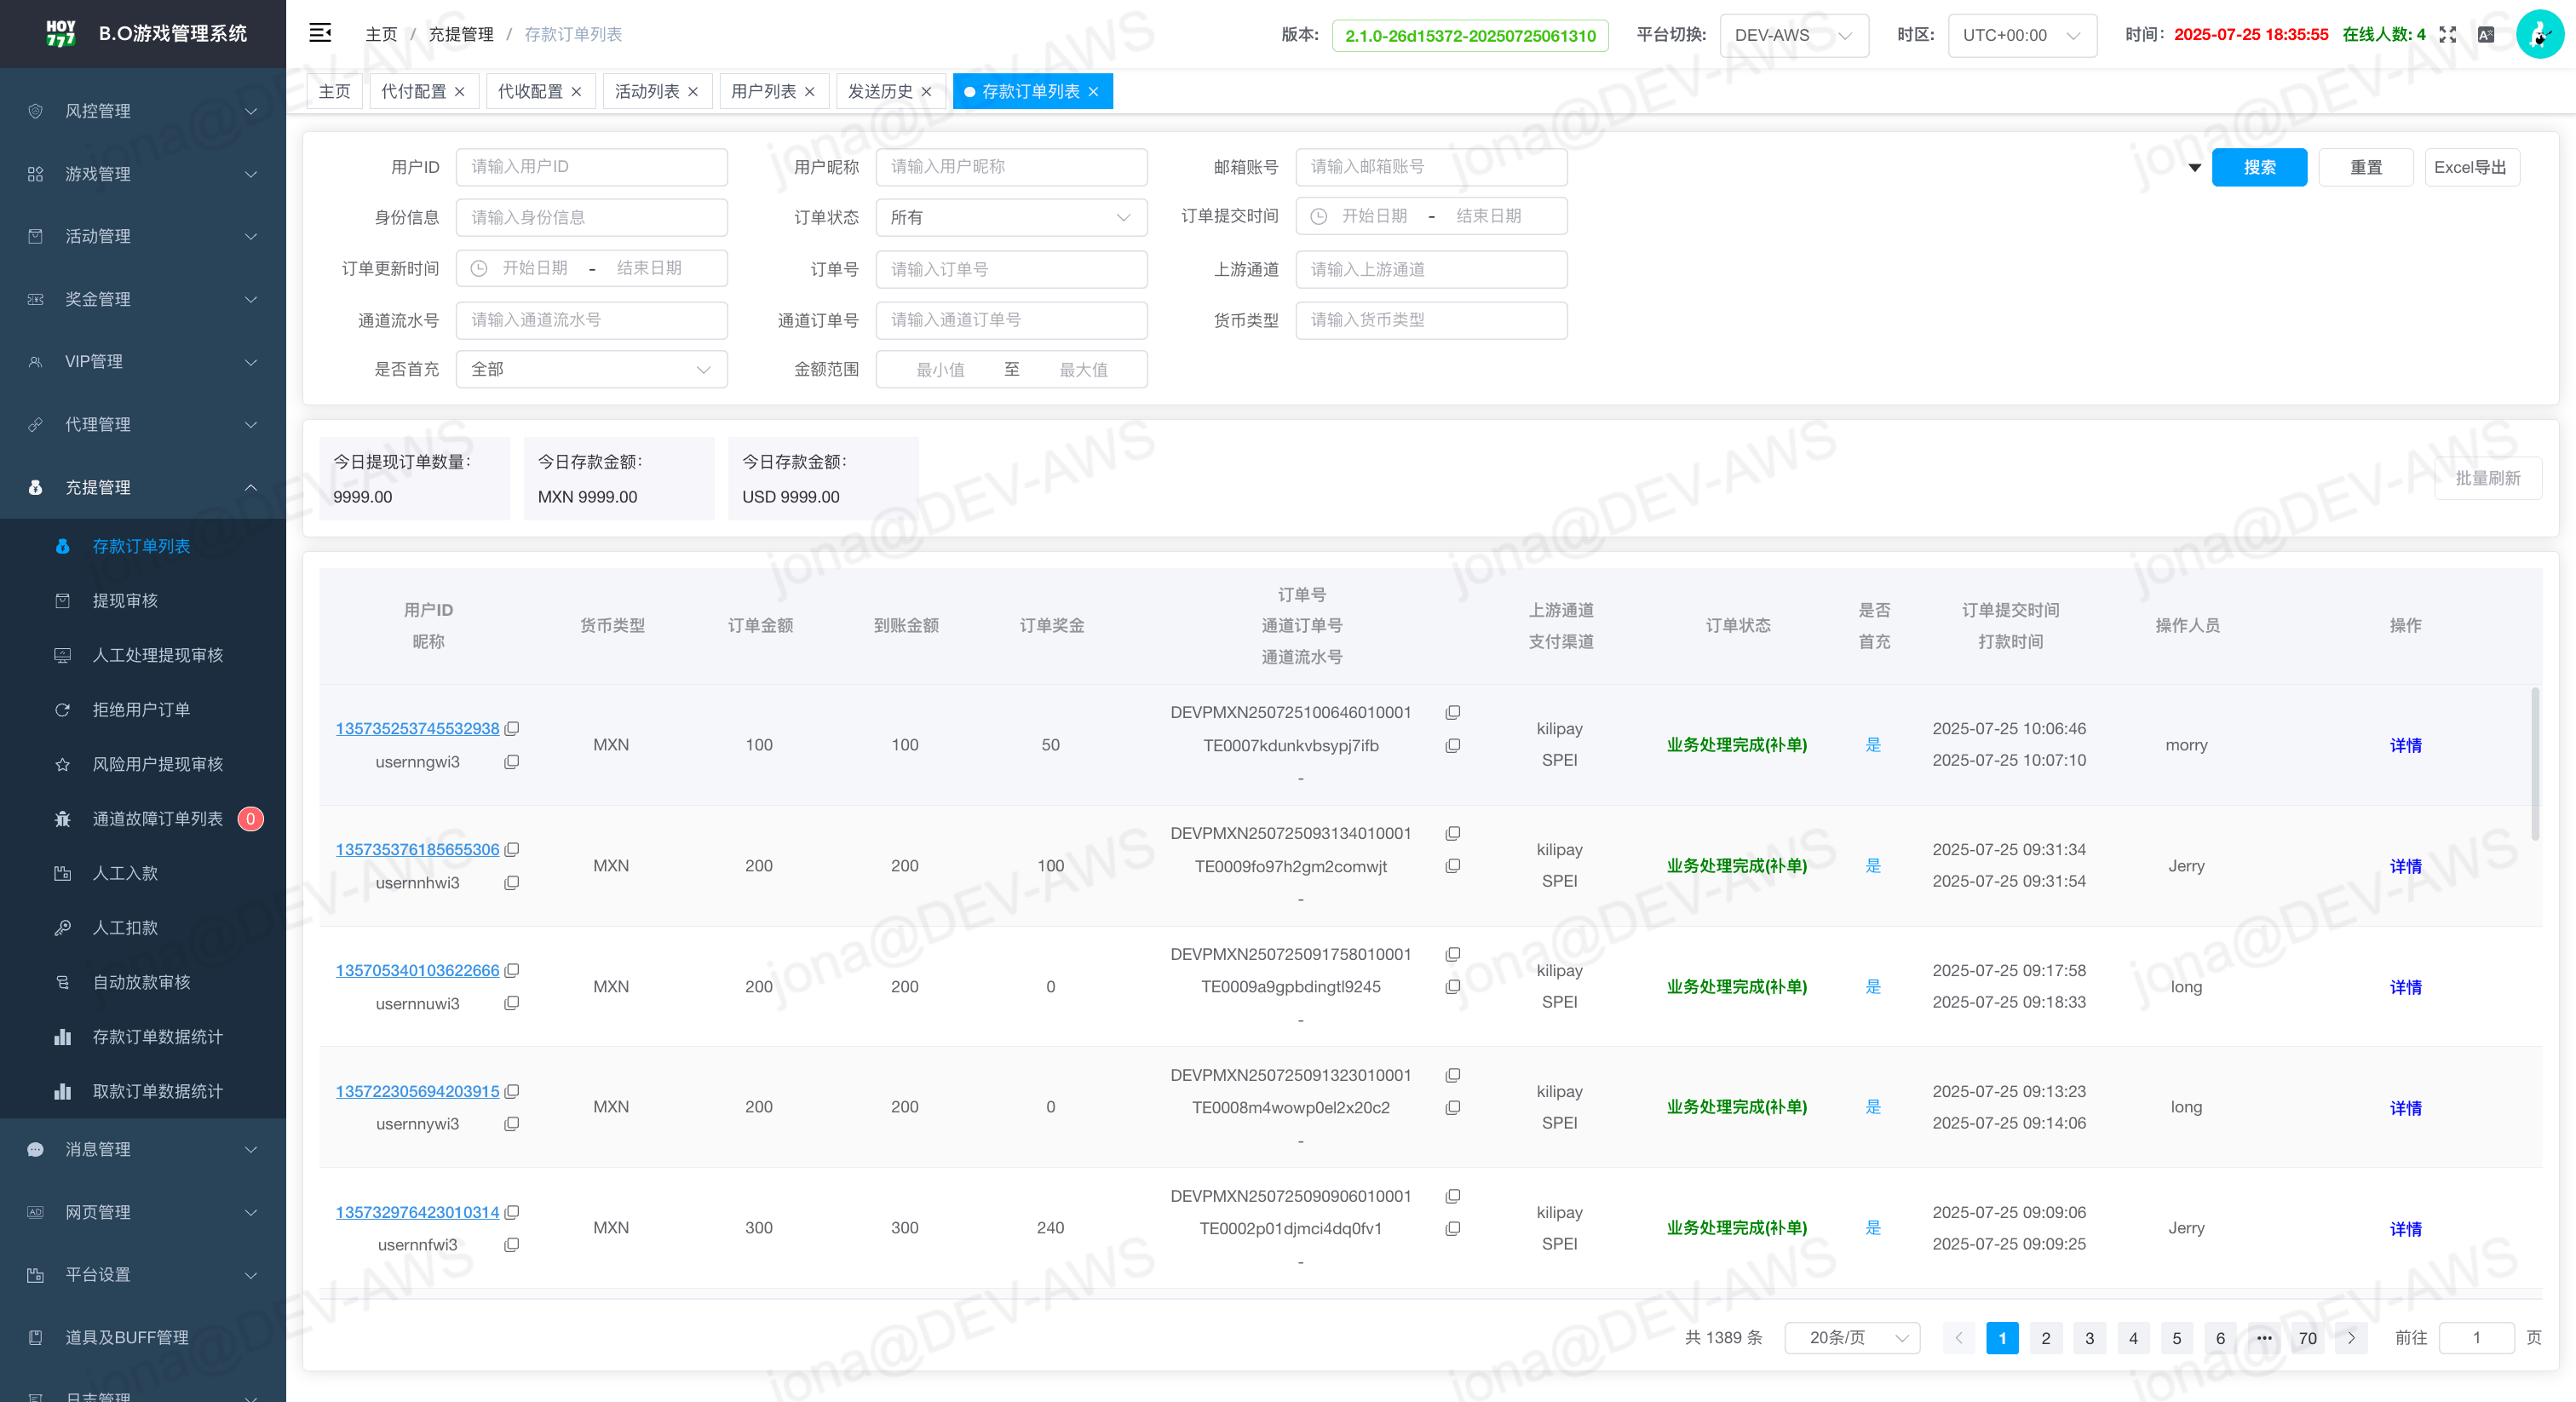 HOY
777
B.O游戏管理系统
主页 / 充提管理 / 存款订单列表
版本: 2.1.0-26d15372-20250725061310 平台切换: DEV-AWS 时区: UTC+00:00 时间: 2025-07-25 18:35:55 在线人数: 4
主页 代付配置 代收配置 活动列表 用户列表 发送历史 存款订单列表
风控管理
游戏管理
活动管理
奖金管理
VIP管理
代理管理
充提管理
存款订单列表
提现审核
人工处理提现审核
拒绝用户订单
风险用户提现审核
通道故障订单列表 0
人工入款
人工扣款
自动放款审核
存款订单数据统计
取款订单数据统计
消息管理
网页管理
平台设置
道具及BUFF管理
日志管理
用户ID 请输入用户ID 用户昵称 请输入用户昵称 邮箱账号 请输入邮箱账号 搜索 重置 Excel导出
身份信息 请输入身份信息 订单状态 所有 订单提交时间 开始日期 - 结束日期
订单更新时间 开始日期 - 结束日期 订单号 请输入订单号 上游通道 请输入上游通道
通道流水号 请输入通道流水号 通道订单号 请输入通道订单号 货币类型 请输入货币类型
是否首充 全部 金额范围 最小值 至 最大值
今日提现订单数量: 今日存款金额: 今日存款金额:
9999.00 MXN 9999.00 USD 9999.00
批量刷新
用户ID
昵称
货币类型
订单金额
到账金额
订单奖金
订单号
通道订单号
通道流水号
上游通道
支付渠道
订单状态
是否
首充
订单提交时间
打款时间
操作人员
操作
135735253745532938
usernngwi3
MXN
100
100
50
DEVPMXN250725100646010001
TE0007kdunkvbsypj7ifb
-
kilipay
SPEI
业务处理完成(补单)
是
2025-07-25 10:06:46
2025-07-25 10:07:10
morry
详情
135735376185655306
usernnhwi3
MXN
200
200
100
DEVPMXN250725093134010001
TE0009fo97h2gm2comwjt
-
kilipay
SPEI
业务处理完成(补单)
是
2025-07-25 09:31:34
2025-07-25 09:31:54
Jerry
详情
135705340103622666
usernnuwi3
MXN
200
200
0
DEVPMXN250725091758010001
TE0009a9gpbdingtl9245
-
kilipay
SPEI
业务处理完成(补单)
是
2025-07-25 09:17:58
2025-07-25 09:18:33
long
详情
135722305694203915
usernnywi3
MXN
200
200
0
DEVPMXN250725091323010001
TE0008m4wowp0el2x20c2
-
kilipay
SPEI
业务处理完成(补单)
是
2025-07-25 09:13:23
2025-07-25 09:14:06
long
详情
135732976423010314
usernnfwi3
MXN
300
300
240
DEVPMXN250725090906010001
TE0002p01djmci4dq0fv1
-
kilipay
SPEI
业务处理完成(补单)
是
2025-07-25 09:09:06
2025-07-25 09:09:25
Jerry
详情
共 1389 条 20条/页 1 2 3 4 5 6 ••• 70 前往 1 页
jona@DEV-AWS